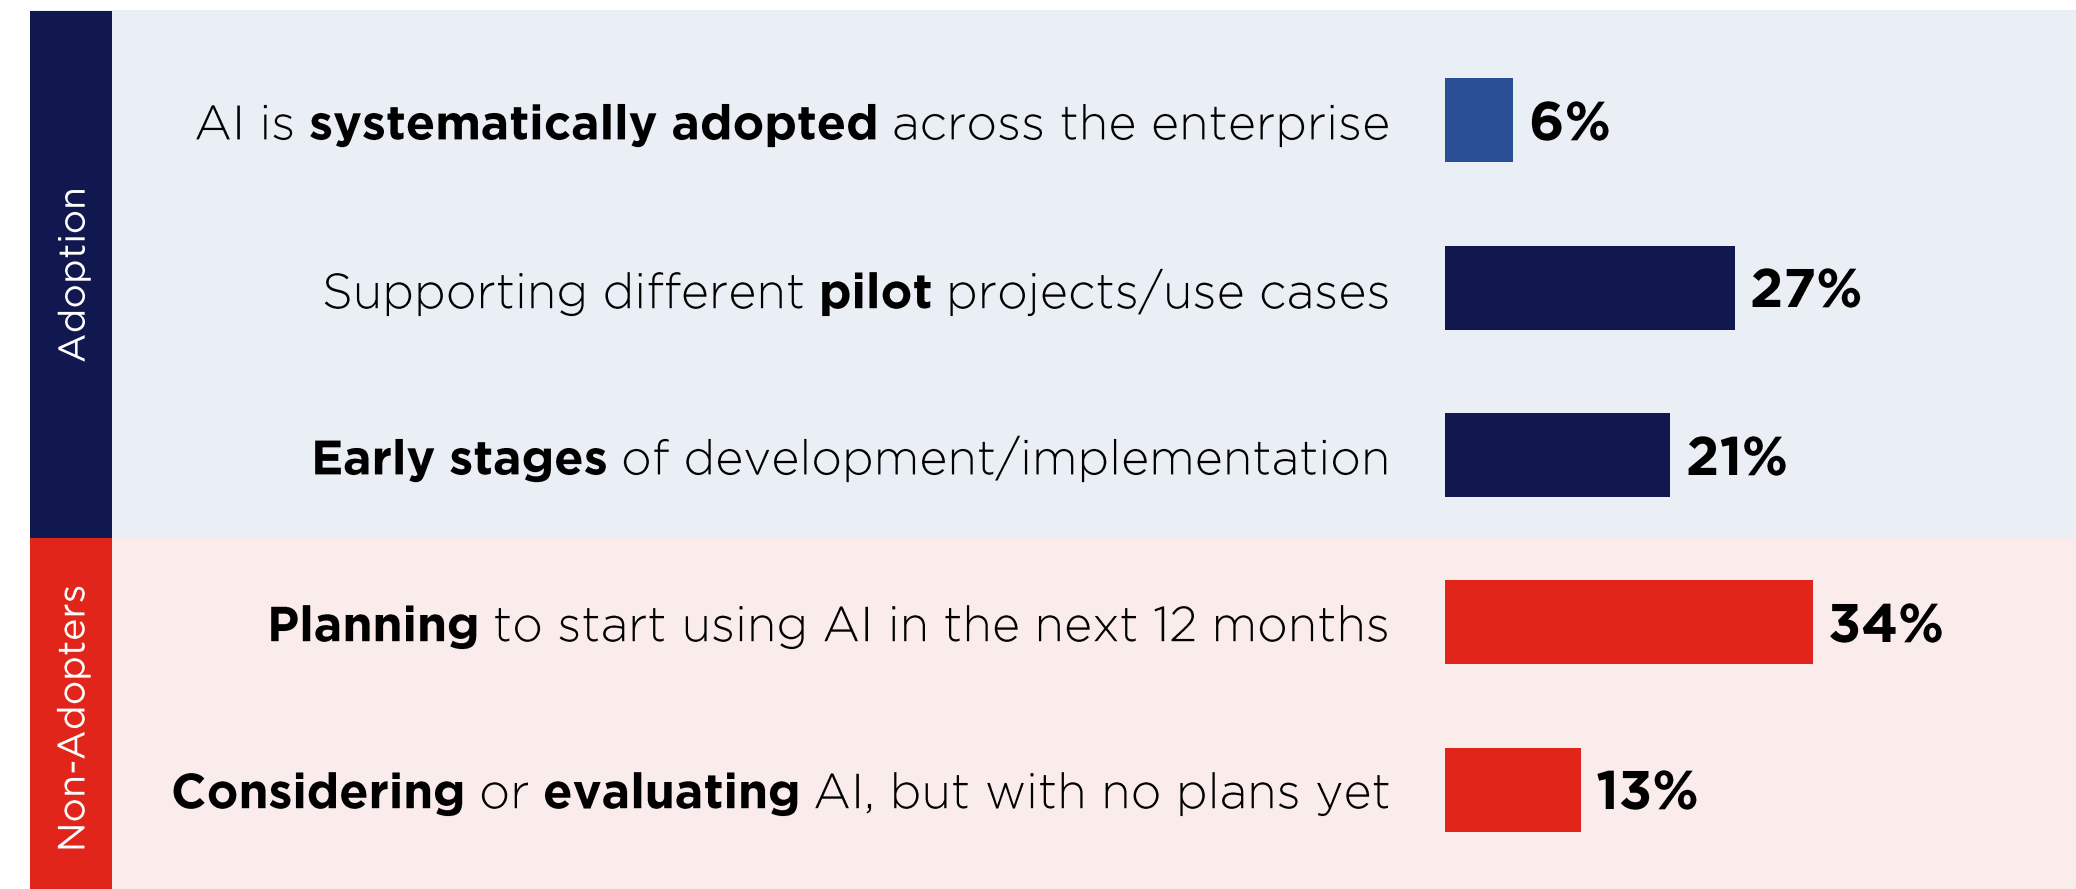 Adoption
AI is systematically adopted across the enterprise
6%
Supporting different pilot projects/use cases
27%
Early stages of development/implementation
21%
Non-Adopters
Planning to start using AI in the next 12 months
34%
Considering or evaluating AI, but with no plans yet
13%